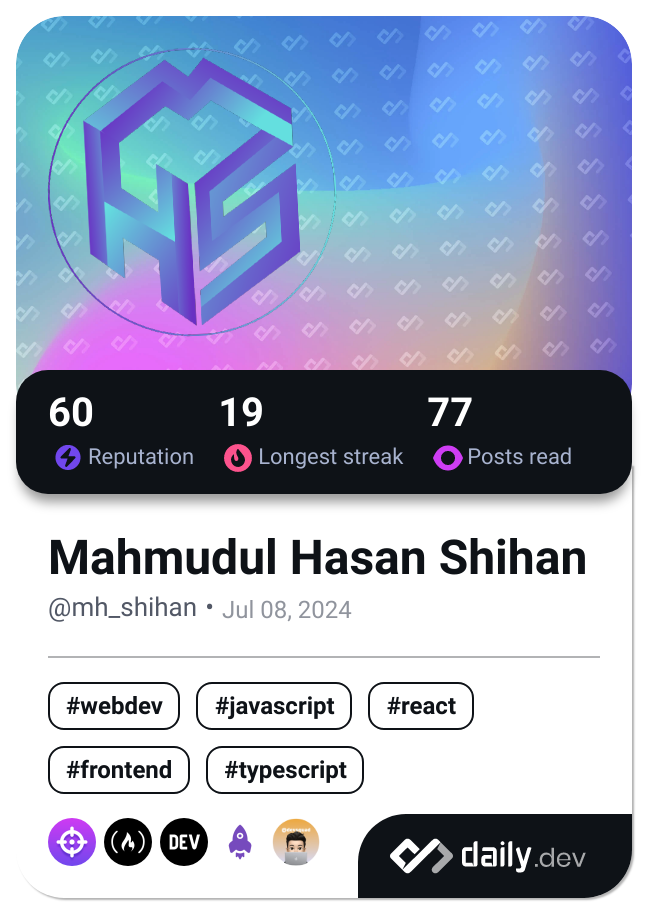 MHS
60 19 77
Reputation Longest streak Posts read
Mahmudul Hasan Shihan
@mh_shihan • Jul 08, 2024
#webdev #javascript #react
#frontend #typescript
DEV
daily.dev